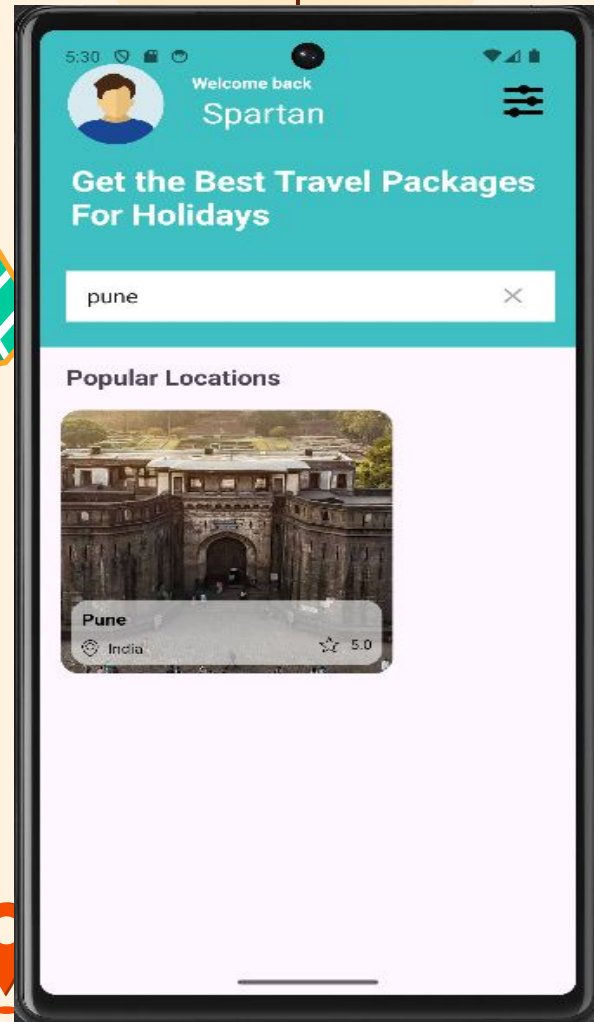 5:30
Welcome back
Spartan
Get the Best Travel Packages
For Holidays
pune
Popular Locations
Pune
India
5.0